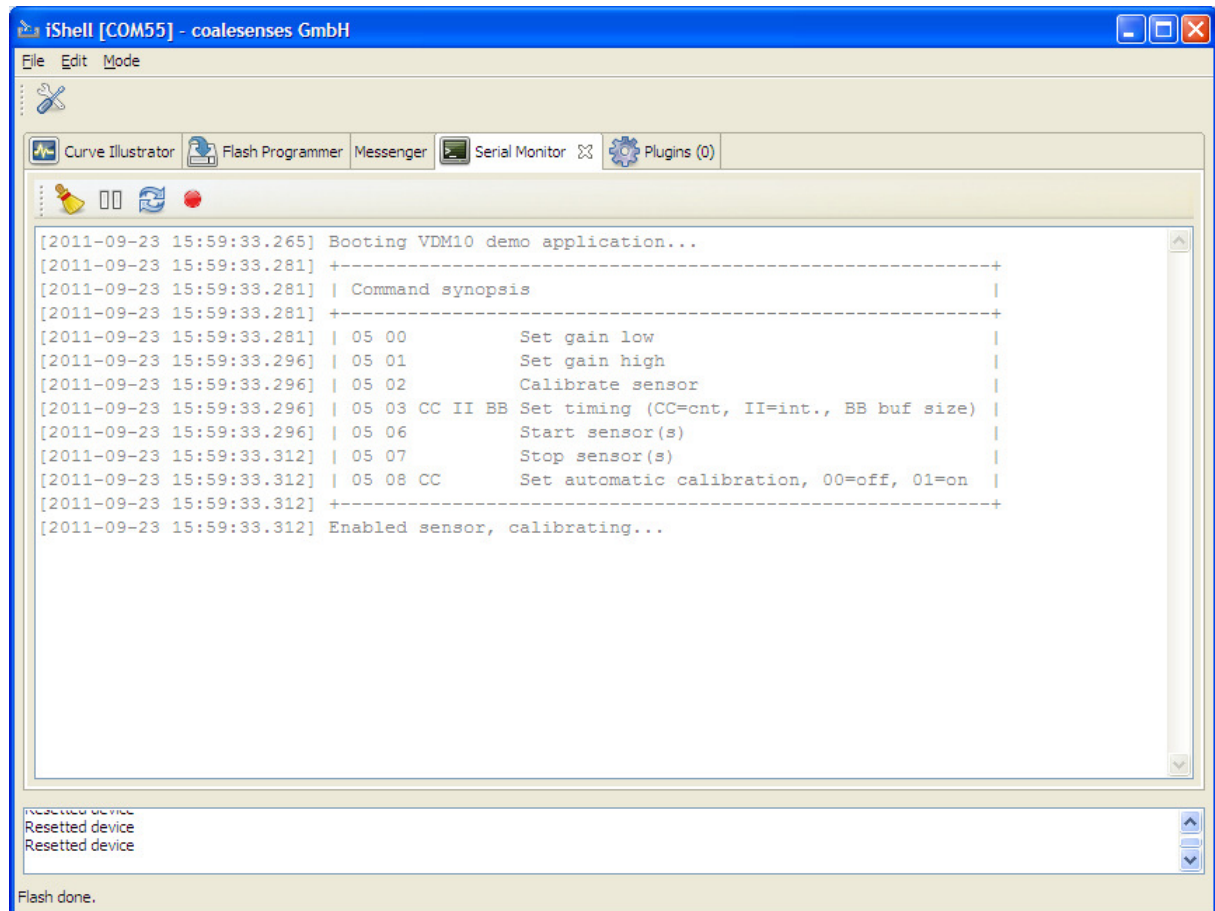 iShell [COM55] - coalesenses GmbH
File Edit Mode
Curve Illustrator Flash Programmer Messenger Serial Monitor Plugins (0)
[2011-09-23 15:59:33.265] Booting VDM10 demo application...
[2011-09-23 15:59:33.281] +----------------------------------------------------------+
[2011-09-23 15:59:33.281] | Command synopsis                                         |
[2011-09-23 15:59:33.281] +----------------------------------------------------------+
[2011-09-23 15:59:33.281] | 05 00          Set gain low                              |
[2011-09-23 15:59:33.296] | 05 01          Set gain high                             |
[2011-09-23 15:59:33.296] | 05 02          Calibrate sensor                          |
[2011-09-23 15:59:33.296] | 05 03 CC II BB Set timing (CC=cnt, II=int., BB buf size) |
[2011-09-23 15:59:33.296] | 05 06          Start sensor(s)                           |
[2011-09-23 15:59:33.312] | 05 07          Stop sensor(s)                            |
[2011-09-23 15:59:33.312] | 05 08 CC       Set automatic calibration, 00=off, 01=on  |
[2011-09-23 15:59:33.312] +----------------------------------------------------------+
[2011-09-23 15:59:33.312] Enabled sensor, calibrating...
Resetted device
Resetted device
Resetted device
Flash done.